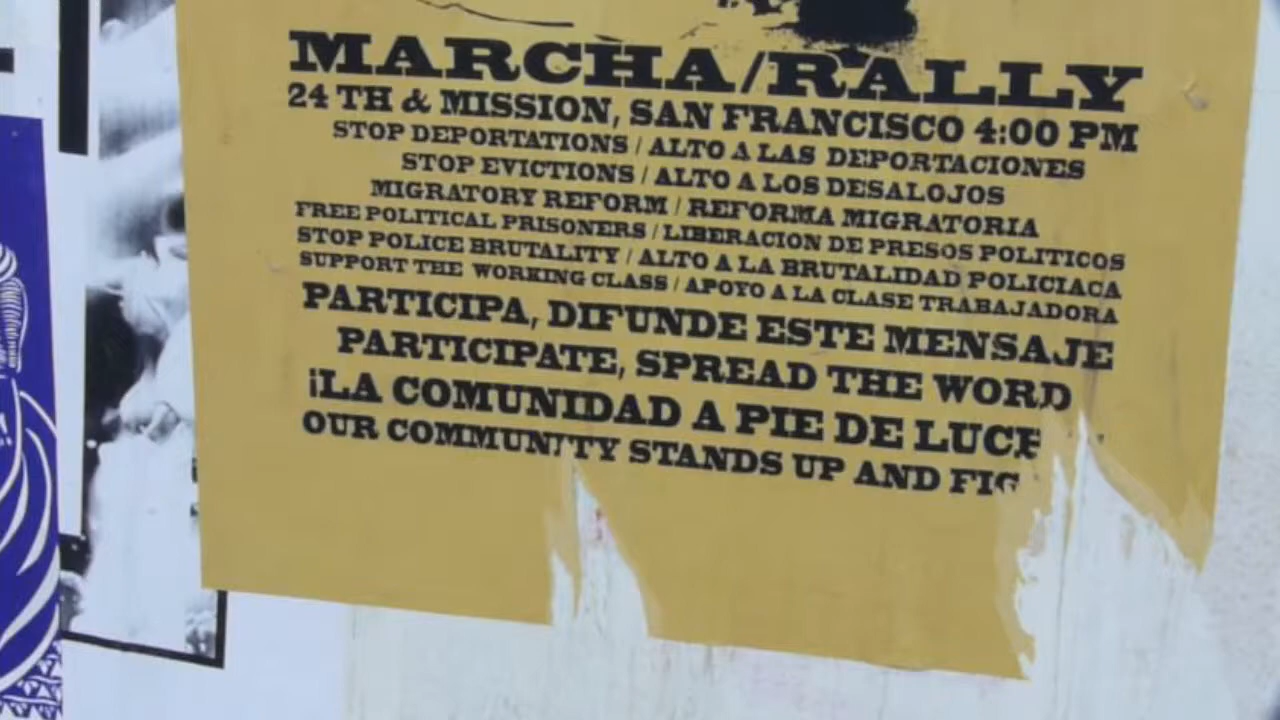 MARCHA/RALLY
24 TH & MISSION, SAN FRANCISCO 4:00 PM
STOP DEPORTATIONS / ALTO A LAS DEPORTACIONES
STOP EVICTIONS / ALTO A LOS DESALOJOS
MIGRATORY REFORM / REFORMA MIGRATORIA
FREE POLITICAL PRISONERS / LIBERACION DE PRESOS POLITICOS
STOP POLICE BRUTALITY / ALTO A LA BRUTALIDAD POLICIACA
SUPPORT THE WORKING CLASS / APOYO A LA CLASE TRABAJADORA
PARTICIPA, DIFUNDE ESTE MENSAJE
PARTICIPATE, SPREAD THE WORD
¡LA COMUNIDAD A PIE DE
OUR COMMUNITY STANDS UP AND